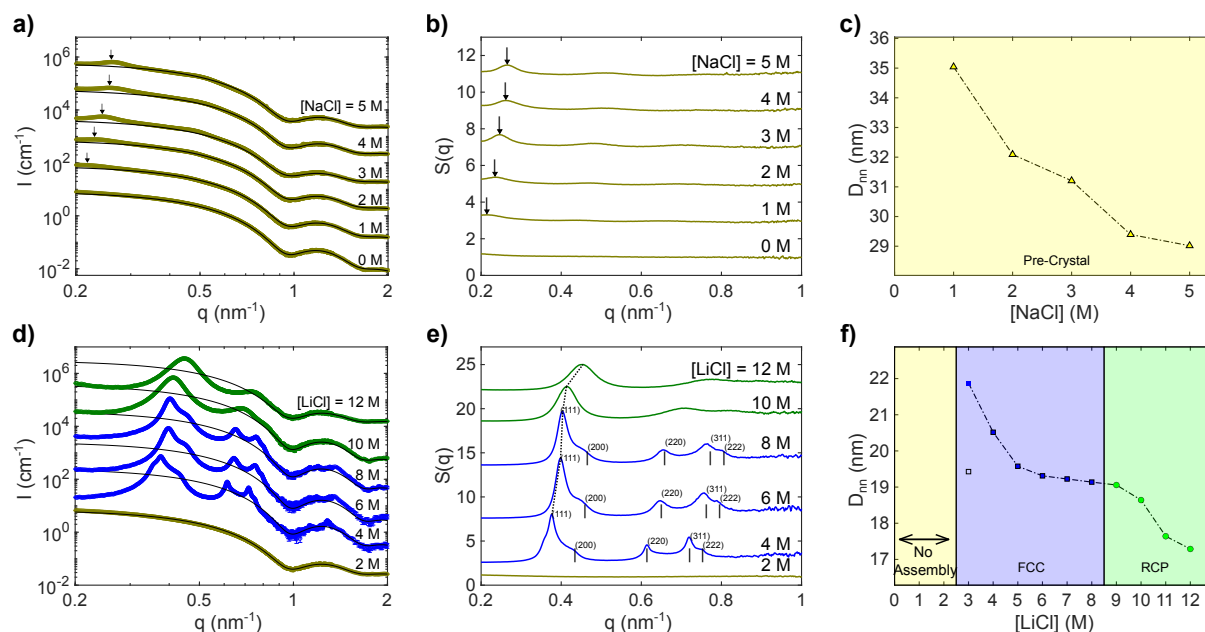 a)
10^6
10^4
10^2
10^0
10^-2
I (cm^-1)
[NaCl] = 5 M
4 M
3 M
2 M
1 M
0 M
0.2 0.5 1 2
q (nm^-1)
b)
12
10
8
6
4
2
0
S(q)
[NaCl] = 5 M
4 M
3 M
2 M
1 M
0 M
0.2 0.4 0.6 0.8 1
q (nm^-1)
c)
36
35
34
33
32
31
30
29
D_nn (nm)
Pre-Crystal
0 1 2 3 4 5
[NaCl] (M)
d)
10^6
10^4
10^2
10^0
10^-2
I (cm^-1)
[LiCl] = 12 M
10 M
8 M
6 M
4 M
2 M
0.2 0.5 1 2
q (nm^-1)
e)
25
20
15
10
5
0
S(q)
[LiCl] = 12 M
10 M
(111)
(200)
(220)
(311)
(222)
8 M
(111)
(200)
(220)
(311)
(222)
6 M
(111)
(200)
(220)
(311)
(222)
4 M
2 M
0.2 0.4 0.6 0.8 1
q (nm^-1)
f)
23
22
21
20
19
18
17
D_nn (nm)
No
Assembly
FCC
RCP
0 1 2 3 4 5 6 7 8 9 10 11 12
[LiCl] (M)